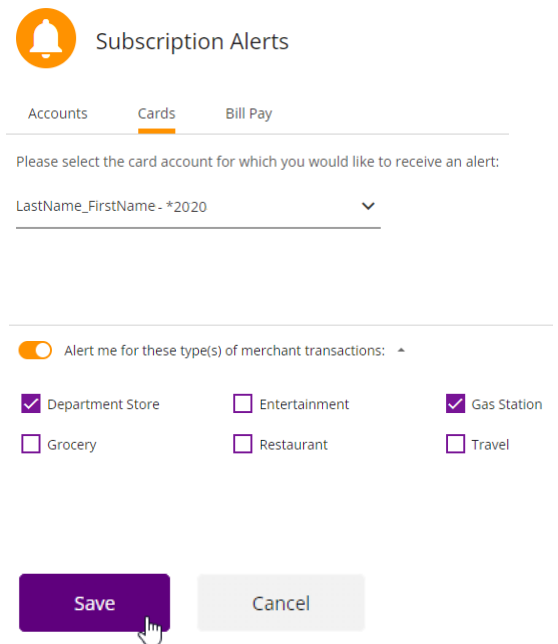 Subscription Alerts
Accounts Cards Bill Pay
Please select the card account for which you would like to receive an alert:
LastName_FirstName - *2020
Alert me for these type(s) of merchant transactions:
Department Store Entertainment Gas Station
Grocery Restaurant Travel
Save Cancel